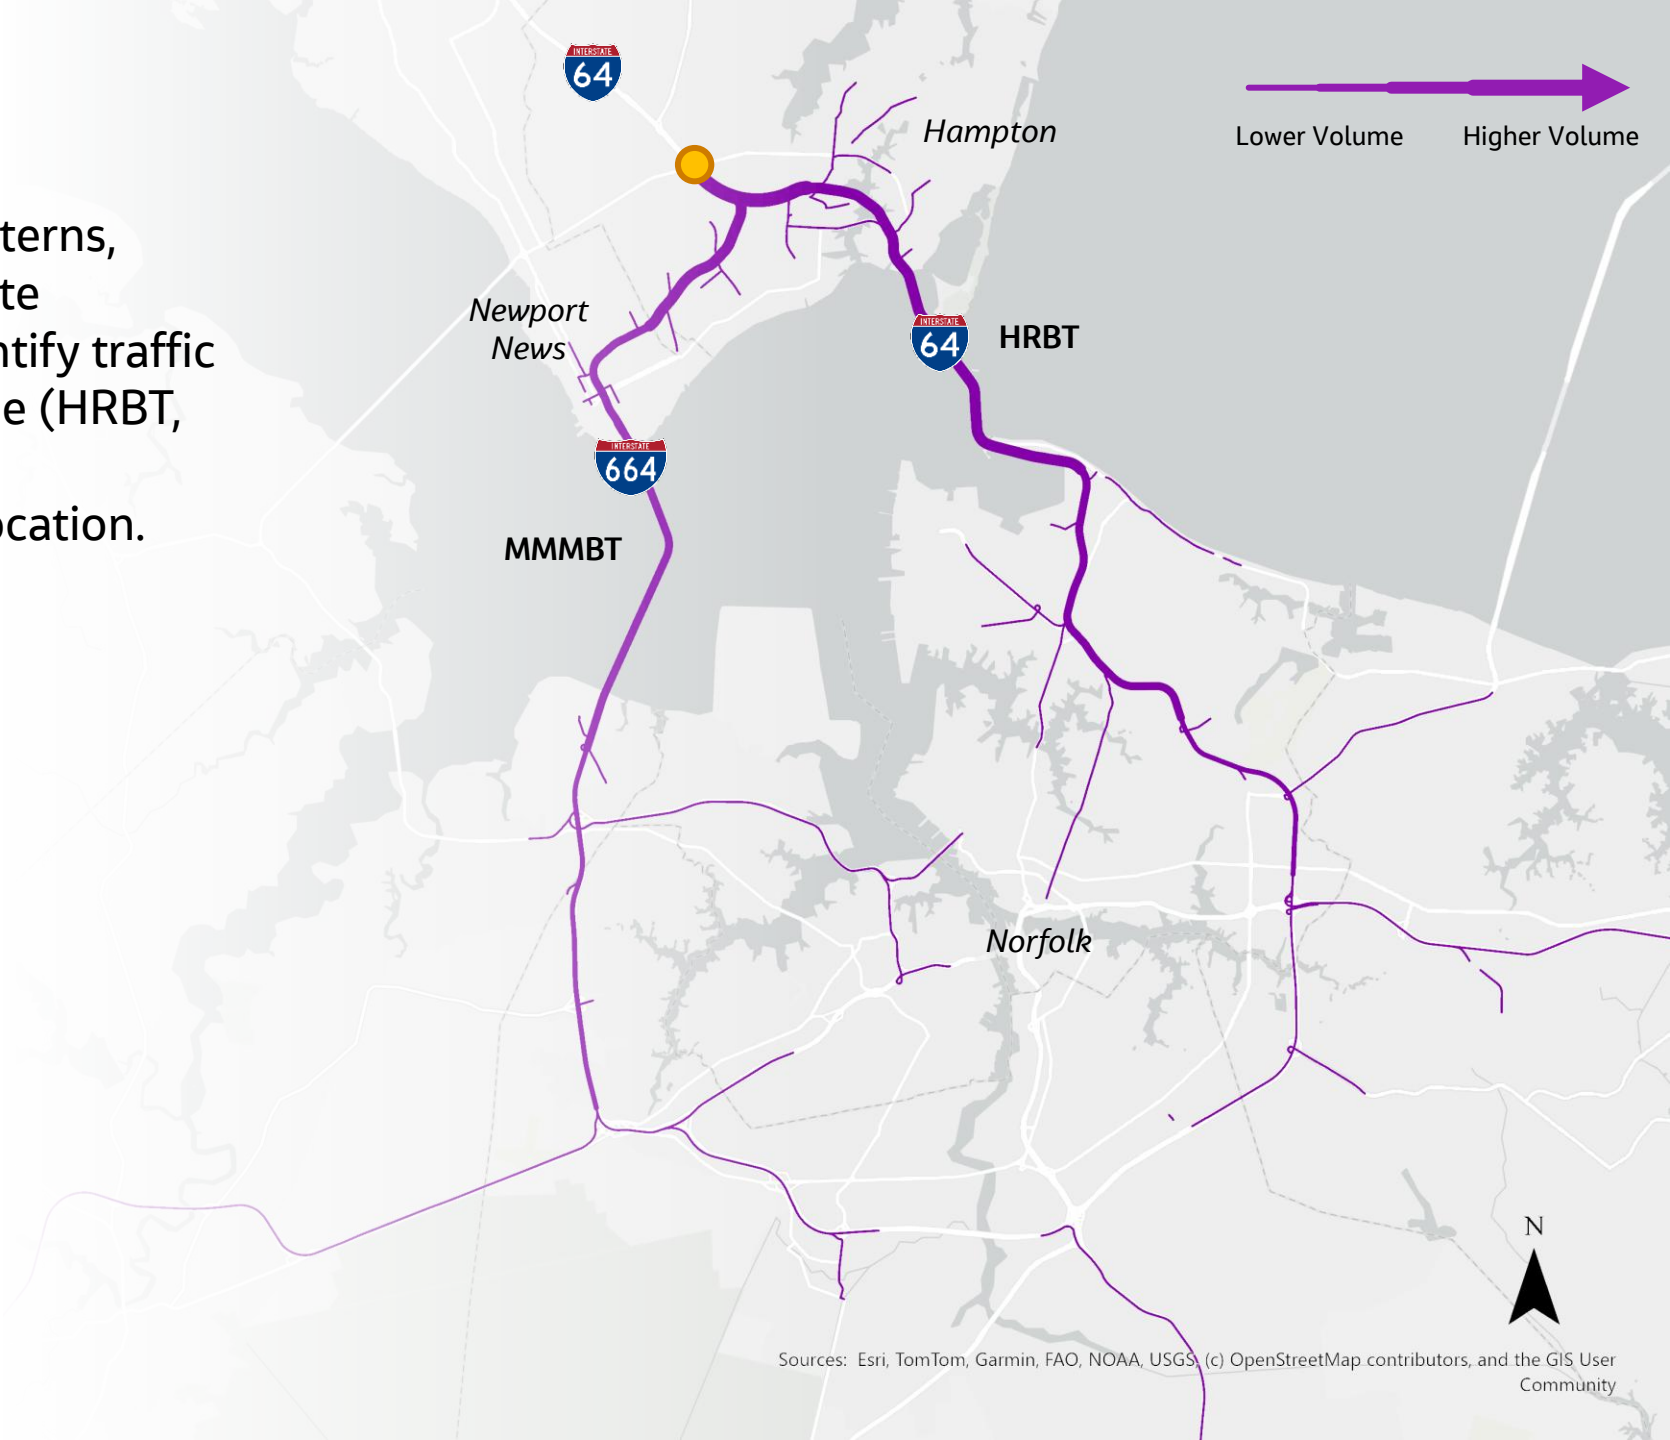 INTERSTATE
64
Hampton
Lower Volume
Higher Volume
terns,
te
ntify traffic
e (HRBT,
ocation.
Newport
News
INTERSTATE
64
HRBT
INTERSTATE
664
MMMBT
Norfolk
N
Sources: Esri, TomTom, Garmin, FAO, NOAA, USGS, (c) OpenStreetMap contributors, and the GIS User
Community